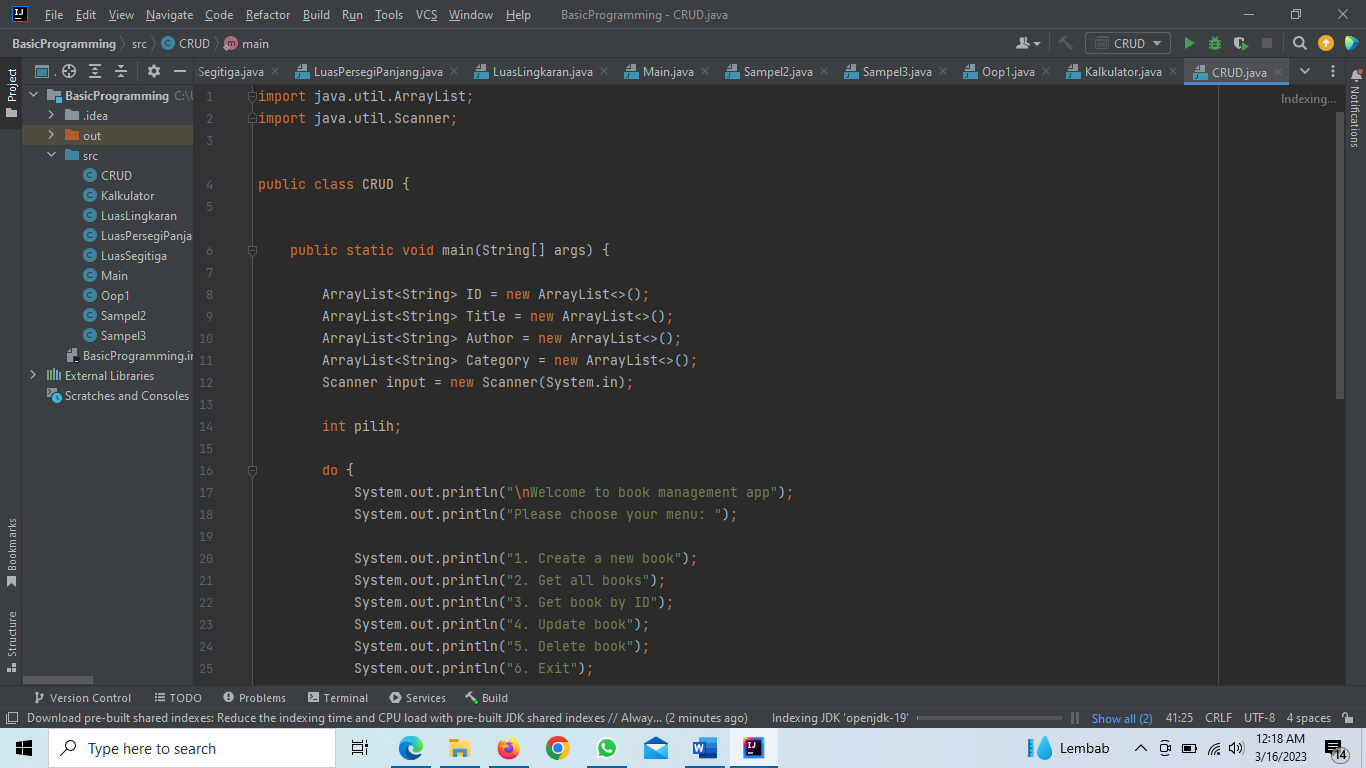 File Edit View Navigate Code Refactor Build Run Tools VCS Window Help BasicProgramming - CRUD.java
BasicProgramming src CRUD main CRUD
Project
Segitiga.java LuasPersegiPanjang.java LuasLingkaran.java Main.java Sampel2.java Sampel3.java Oop1.java Kalkulator.java CRUD.java
Notifications
Indexing...
BasicProgramming C:\
.idea
out
src
CRUD
Kalkulator
LuasLingkaran
LuasPersegiPanja
LuasSegitiga
Main
Oop1
Sampel2
Sampel3
BasicProgramming.in
External Libraries
Scratches and Consoles
Bookmarks
Structure
1 import java.util.ArrayList;
2 import java.util.Scanner;
3
4 public class CRUD {
5
6 public static void main(String[] args) {
7
8 ArrayList<String> ID = new ArrayList<>();
9 ArrayList<String> Title = new ArrayList<>();
10 ArrayList<String> Author = new ArrayList<>();
11 ArrayList<String> Category = new ArrayList<>();
12 Scanner input = new Scanner(System.in);
13
14 int pilih;
15
16 do {
17 System.out.println("\nWelcome to book management app");
18 System.out.println("Please choose your menu: ");
19
20 System.out.println("1. Create a new book");
21 System.out.println("2. Get all books");
22 System.out.println("3. Get book by ID");
23 System.out.println("4. Update book");
24 System.out.println("5. Delete book");
25 System.out.println("6. Exit");
Version Control TODO Problems Terminal Services Build
Download pre-built shared indexes: Reduce the indexing time and CPU load with pre-built JDK shared indexes // Alway... (2 minutes ago) Indexing JDK 'openjdk-19' Show all (2) 41:25 CRLF UTF-8 4 spaces
Type here to search Lembab 12:18 AM
3/16/2023 14